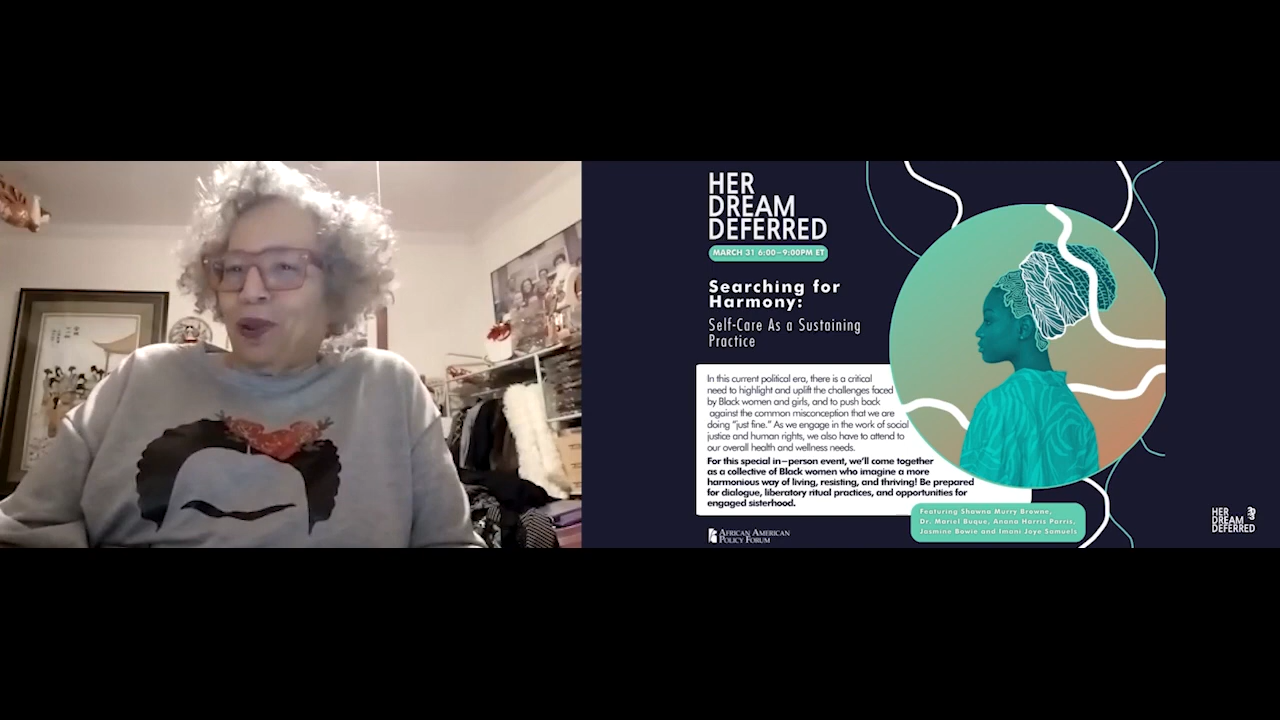 HER
DREAM
DEFERRED
MARCH 31 6:00–9:00PM ET
Searching for
Harmony:
Self-Care As a Sustaining
Practice
In this current political era, there is a critical
need to highlight and uplift the challenges faced
by Black women and girls, and to push back
against the common misconception that we are
doing “just fine.” As we engage in the work of social
justice and human rights, we also have to attend to
our overall health and wellness needs.
For this special in–person event, we’ll come together
as a collective of Black women who imagine a more
harmonious way of living, resisting, and thriving! Be prepared
for dialogue, liberatory ritual practices, and opportunities for
engaged sisterhood.
Featuring Shawna Murry Browne,
Dr. Mariel Buque, Anana Harris Parris,
Jasmine Bowie and Imani Joye Samuels
AFRICAN AMERICAN
POLICY FORUM
HER
DREAM
DEFERRED